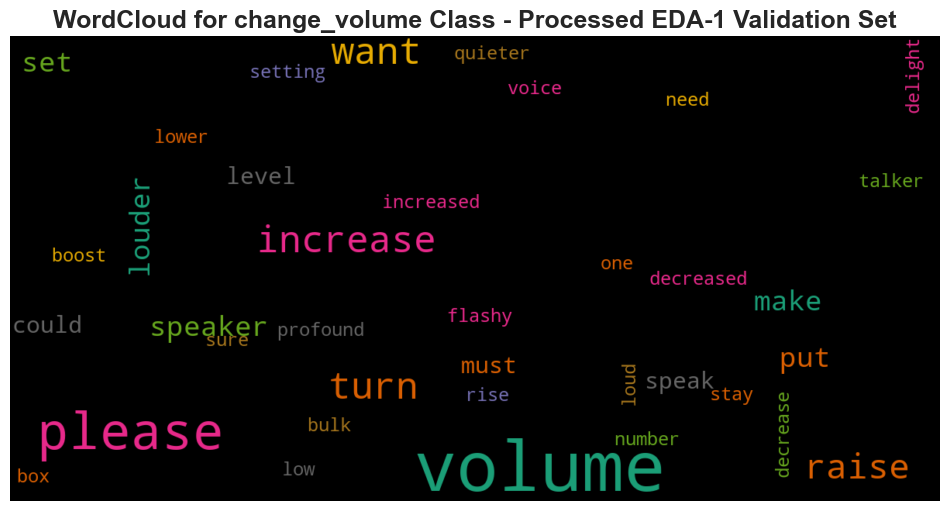 WordCloud for change_volume Class - Processed EDA-1 Validation Set
set
setting
want
quieter
voice
need
delight
lower
level
louder
increased
talker
boost
increase
one
decreased
make
could
speaker
sure
profound
flashy
put
turn
must
rise
loud
speak
stay
decrease
please
bulk
number
volume
raise
box
low